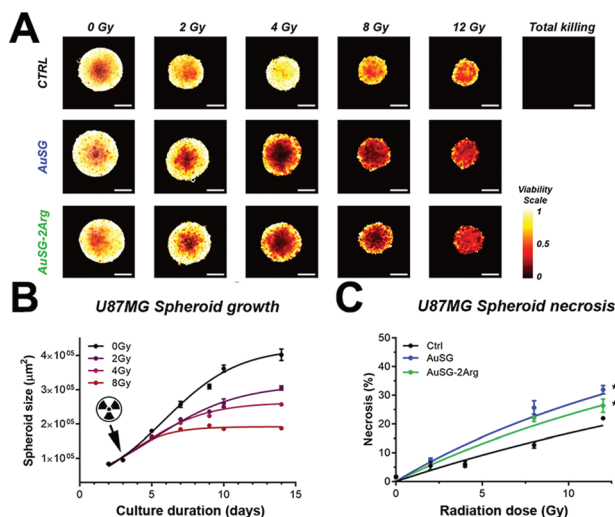 A
0 Gy 2 Gy 4 Gy 8 Gy 12 Gy Total killing
CTRL
AuSG
AuSG-2Arg
Viability
Scale
1
0.5
0
B
U87MG Spheroid growth
0Gy
2Gy
4Gy
8Gy
Spheroid size (μm²)
4×10⁰⁵
3×10⁰⁵
2×10⁰⁵
1×10⁰⁵
0 5 10 15
Culture duration (days)
C
U87MG Spheroid necrosis
Ctrl
AuSG
AuSG-2Arg
Necrosis (%)
50
40
30
20
10
0
*
*
0 5 10
Radiation dose (Gy)